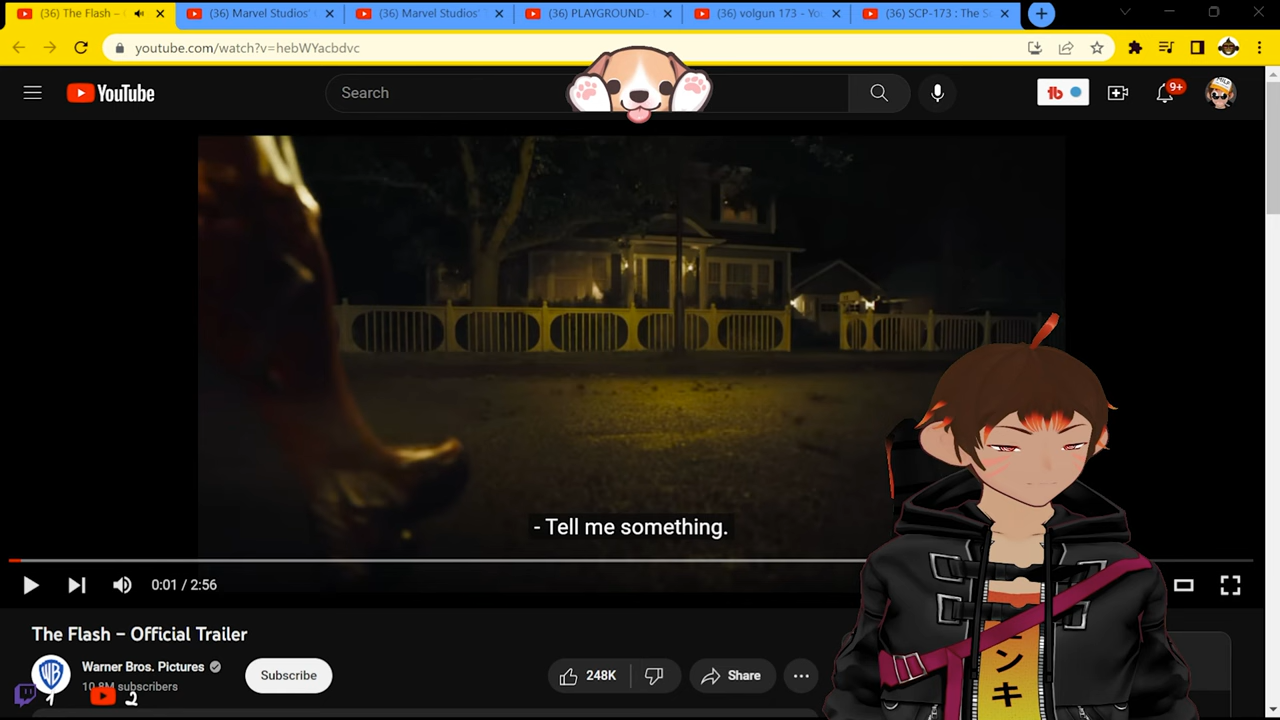 (36) The Flash –
(36) Marvel Studios'
(36) Marvel Studios'
(36) PLAYGROUND-
(36) volgun 173 - Yo
(36) SCP-173 : The S
youtube.com/watch?v=hebWYacbdvc
YouTube
Search
9+
- Tell me something.
0:01 / 2:56
The Flash – Official Trailer
Warner Bros. Pictures
10.8M subscribers
Subscribe
248K
Share
1
2
ンキ